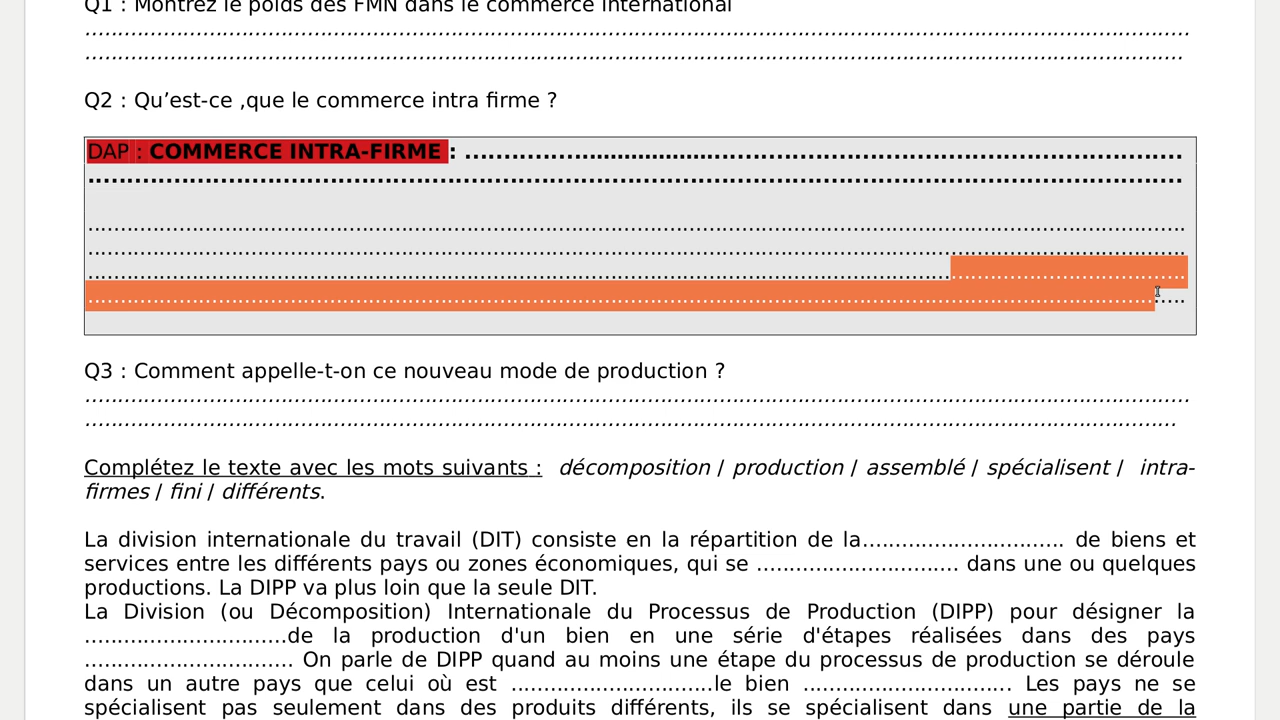 Q1 : Montrez le poids des FMN dans le commerce international
……………………………………………………………………………………………………………………………………………………
……………………………………………………………………………………………………………………………………………………
Q2 : Qu’est-ce ,que le commerce intra firme ?
DAP : COMMERCE INTRA-FIRME : ……………………………………………………………………………………………
……………………………………………………………………………………………………………………………………………………
……………………………………………………………………………………………………………………………………………………
……………………………………………………………………………………………………………………………………………………
……………………………………………………………………………………………………………………………………………………
……………………………………………………………………………………………………………………………………………………
Q3 : Comment appelle-t-on ce nouveau mode de production ?
……………………………………………………………………………………………………………………………………………………
……………………………………………………………………………………………………………………………………………………
Complétez le texte avec les mots suivants : décomposition / production / assemblé / spécialisent / intra-
firmes / fini / différents.
La division internationale du travail (DIT) consiste en la répartition de la………………………… de biens et
services entre les différents pays ou zones économiques, qui se ………………………… dans une ou quelques
productions. La DIPP va plus loin que la seule DIT.
La Division (ou Décomposition) Internationale du Processus de Production (DIPP) pour désigner la
…………………………de la production d'un bien en une série d'étapes réalisées dans des pays
………………………… On parle de DIPP quand au moins une étape du processus de production se déroule
dans un autre pays que celui où est …………………………le bien ………………………… Les pays ne se
spécialisent pas seulement dans des produits différents, ils se spécialisent dans une partie de la